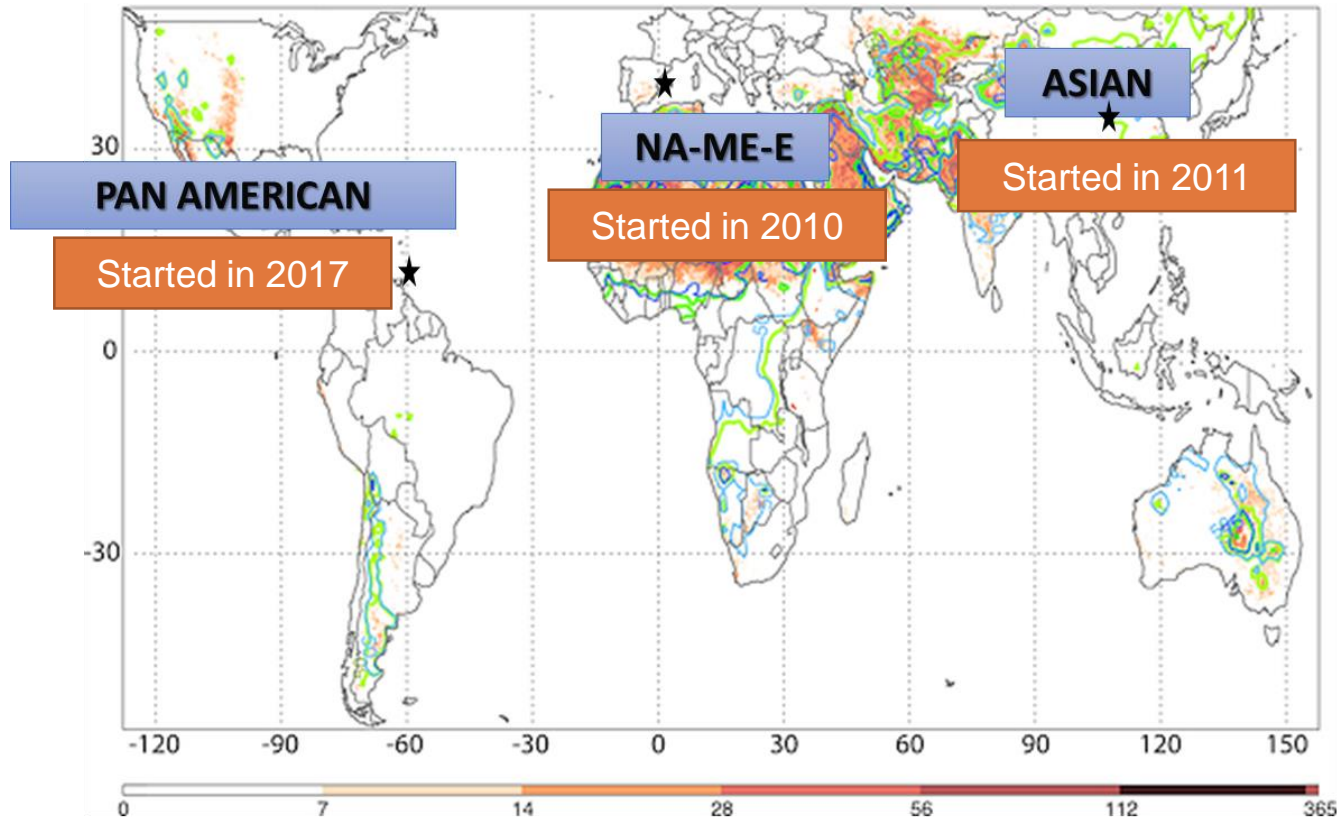 ASIAN
NA-ME-E
30
Started in 2011
PAN AMERICAN
Started in 2010
Started in 2017
50
0
-30
-120 -90 -60 -30 0 30 60 90 120 150
0 7 14 28 56 112 365